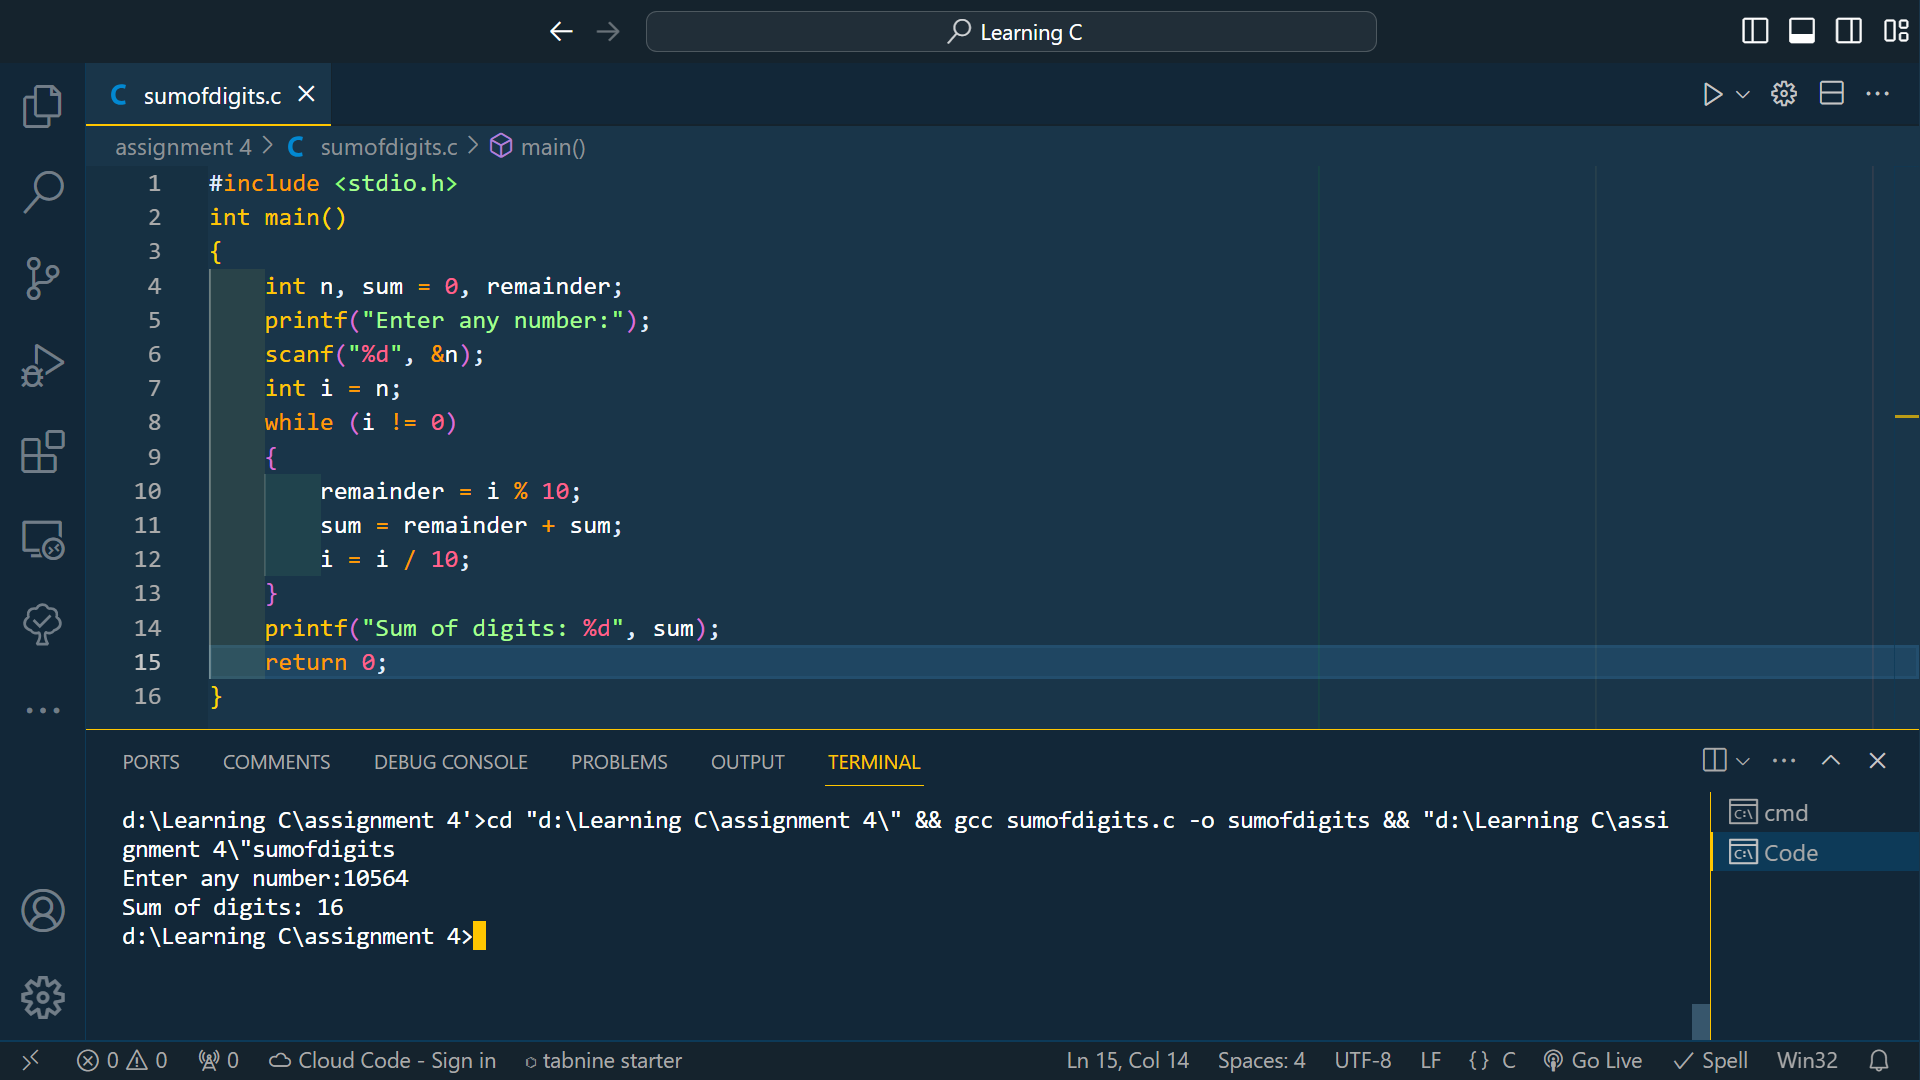 Learning C
C sumofdigits.c
assignment 4 > C sumofdigits.c > main()
1 #include <stdio.h>
2 int main()
3 {
4 int n, sum = 0, remainder;
5 printf("Enter any number:");
6 scanf("%d", &n);
7 int i = n;
8 while (i != 0)
9 {
10 remainder = i % 10;
11 sum = remainder + sum;
12 i = i / 10;
13 }
14 printf("Sum of digits: %d", sum);
15 return 0;
16 }
PORTS COMMENTS DEBUG CONSOLE PROBLEMS OUTPUT TERMINAL
d:\Learning C\assignment 4'>cd "d:\Learning C\assignment 4\" && gcc sumofdigits.c -o sumofdigits && "d:\Learning C\assi
gnment 4\"sumofdigits
Enter any number:10564
Sum of digits: 16
d:\Learning C\assignment 4>
cmd
Code
0 0 0 Cloud Code - Sign in tabnine starter Ln 15, Col 14 Spaces: 4 UTF-8 LF {} C Go Live Spell Win32